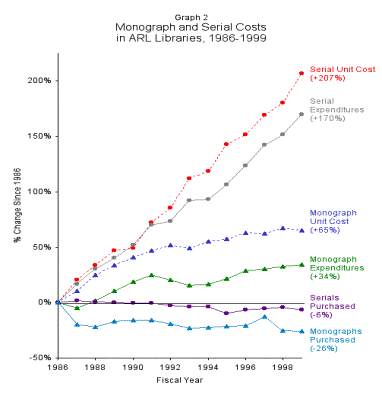 Graph 2
Monograph and Serial Costs
in ARL Libraries, 1986-1999
% Change Since 1986
200%
150%
100%
50%
0%
-50%
1986
1988
1990
1992
1994
1996
1998
Fiscal Year
Serial Unit Cost
(+207%)
Serial
Expenditures
(+170%)
Monograph
Unit Cost
(+65%)
Monograph
Expenditures
(+34%)
Serials
Purchased
(-6%)
Monographs
Purchased
(-26%)